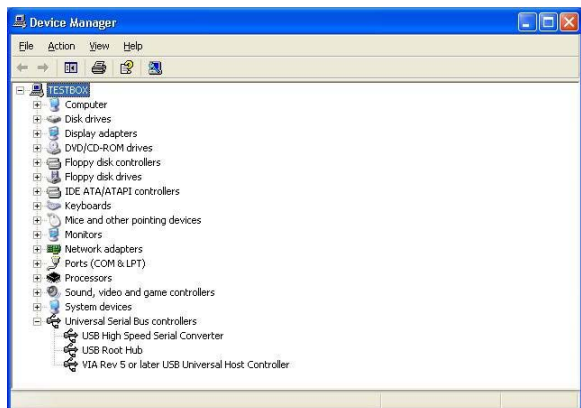 Device Manager
File Action View Help
TESTBOX
Computer
Disk drives
Display adapters
DVD/CD-ROM drives
Floppy disk controllers
Floppy disk drives
IDE ATA/ATAPI controllers
Keyboards
Mice and other pointing devices
Monitors
Network adapters
Ports (COM & LPT)
Processors
Sound, video and game controllers
System devices
Universal Serial Bus controllers
USB High Speed Serial Converter
USB Root Hub
VIA Rev 5 or later USB Universal Host Controller